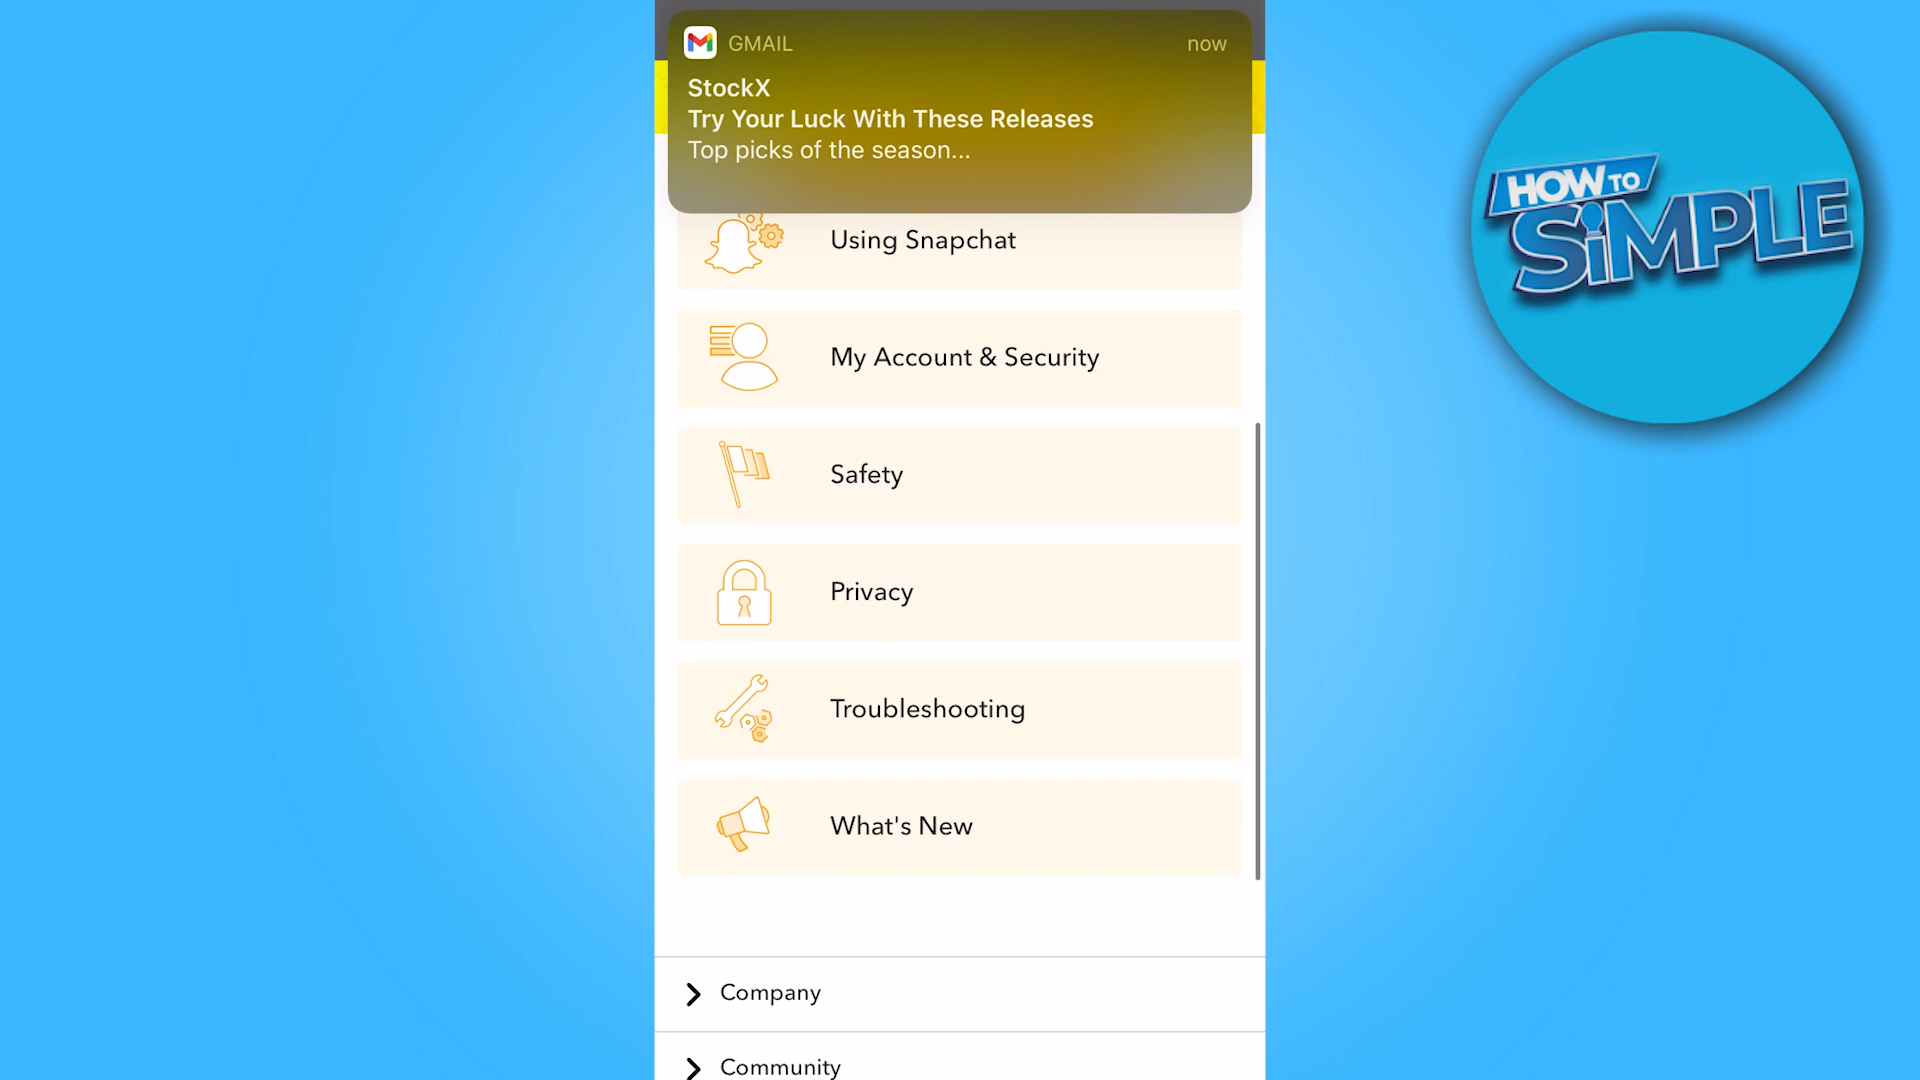 GMAIL
now
StockX
Try Your Luck With These Releases
Top picks of the season...
HOW TO
SiMPLE
Using Snapchat
My Account & Security
Safety
Privacy
Troubleshooting
What's New
Company
Community